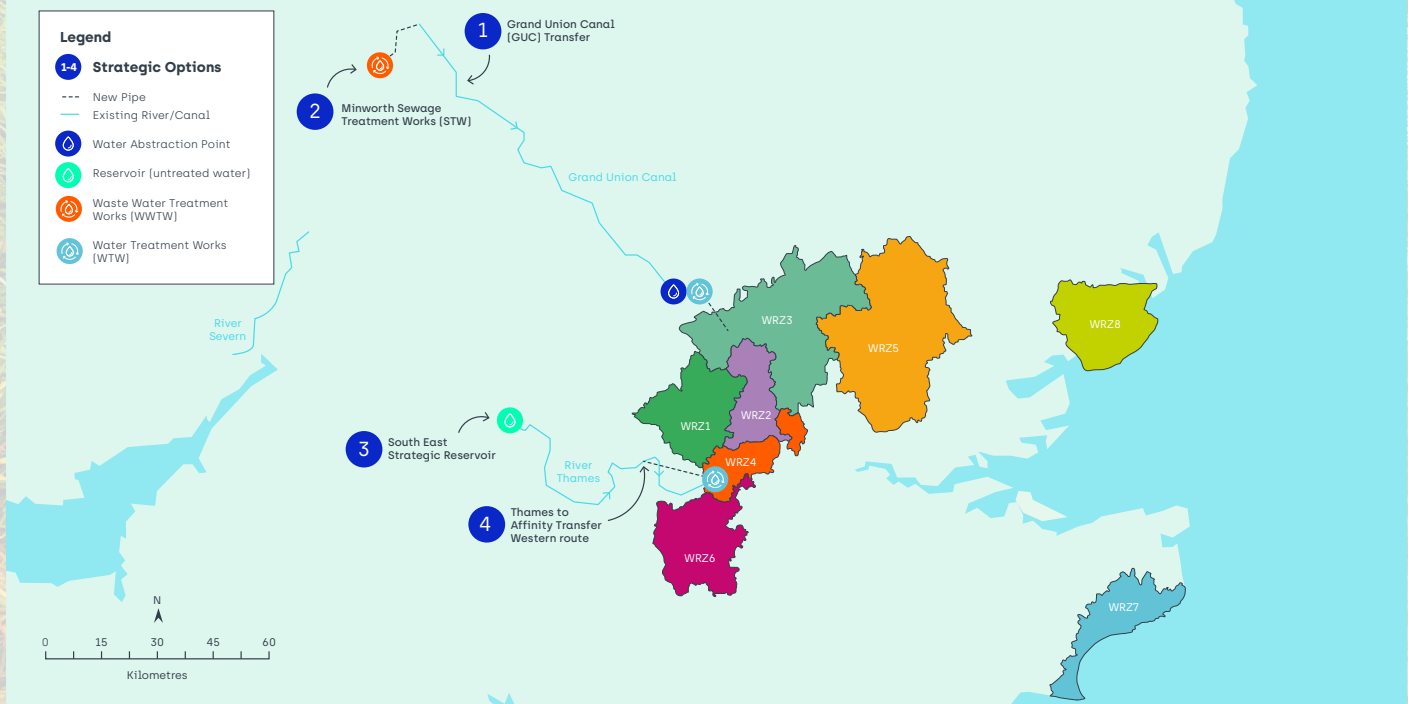 Legend
1-4 Strategic Options
New Pipe
Existing River/Canal
Water Abstraction Point
Reservoir (untreated water)
Waste Water Treatment
Works (WWTW)
Water Treatment Works
(WTW)
1
Grand Union Canal
(GUC) Transfer
2
Minworth Sewage
Treatment Works (STW)
Grand Union Canal
River
Severn
WRZ3
WRZ5
WRZ8
WRZ2
WRZ1
WRZ4
3
South East
Strategic Reservoir
River
Thames
4
Thames to
Affinity Transfer
Western route
WRZ6
WRZ7
N
0 15 30 45 60
Kilometres